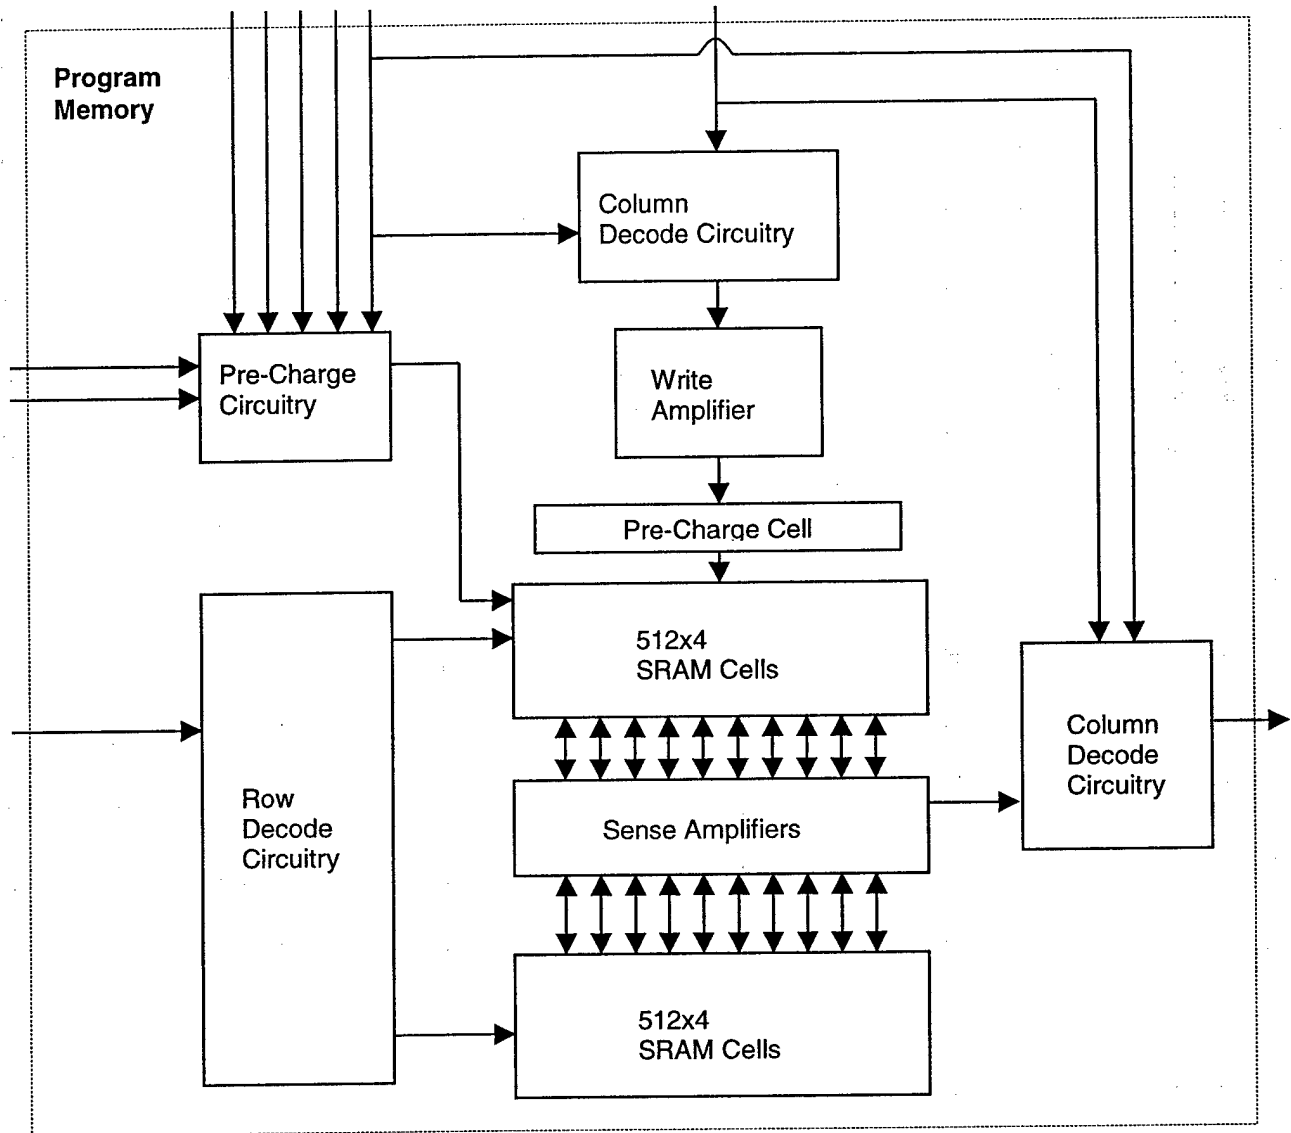 Program
Memory
Column
Decode Circuitry
Pre-Charge
Circuitry
Write
Amplifier
Pre-Charge Cell
512x4
SRAM Cells
Column
Decode
Circuitry
Row
Decode
Circuitry
Sense Amplifiers
512x4
SRAM Cells